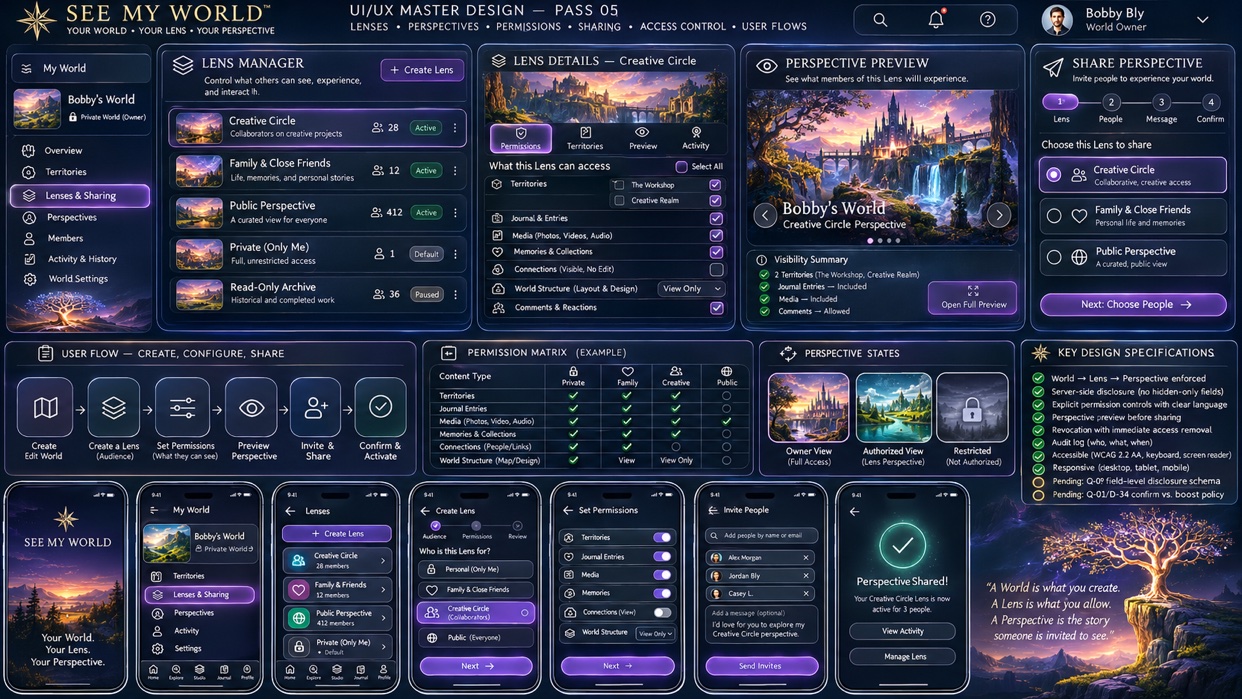 SEE MY WORLD™
YOUR WORLD • YOUR LENS • YOUR PERSPECTIVE
UI/UX MASTER DESIGN — PASS 05
LENSES • PERSPECTIVES • PERMISSIONS • SHARING • ACCESS CONTROL • USER FLOWS
Bobby Bly
World Owner
My World
Bobby's World
Private World (Owner)
Overview
Territories
Lenses & Sharing
Perspectives
Members
Activity & History
World Settings
LENS MANAGER
Control what others can see, experience,
and interact
+ Create Lens
Creative Circle
Collaborators on creative projects
28
Active
Family & Close Friends
Life, memories, and personal stories
12
Active
Public Perspective
A curated view for everyone
412
Active
Private (Only Me)
Full, unrestricted access
1
Default
Read-Only Archive
Historical and completed work
36
Paused
LENS DETAILS — Creative Circle
Permissions
Territories
Preview
Activity
What this Lens can access
Select All
Territories
The Workshop
Creative Realm
Journal & Entries
Media (Photos, Videos, Audio)
Memories & Collections
Connections (Visible, No Edit)
World Structure (Layout & Design)
View Only
Comments & Reactions
PERSPECTIVE PREVIEW
See what members of this Lens will experience.
Bobby's World
Creative Circle Perspective
Visibility Summary
2 Territories (The Workshop, Creative Realm)
Journal Entries — Included
Media — Included
Comments → Allowed
Open Full Preview
SHARE PERSPECTIVE
Invite people to experience your world.
1
2
3
4
Lens
People
Message
Confirm
Choose this Lens to share
Creative Circle
Collaborative, creative access
Family & Close Friends
Personal life and memories
Public Perspective
A curated, public view
Next: Choose People →
USER FLOW — CREATE, CONFIGURE, SHARE
Create
Edit World
Create a Lens
(Audience)
Set Permissions
(What they can see)
Preview
Perspective
Invite &
Share
Confirm &
Activate
PERMISSION MATRIX (EXAMPLE)
Content Type
Private
Family
Creative
Public
Territories
Journal Entries
Media (Photos, Video, Audio)
Memories & Collections
Connections (People/Links)
World Structure (Map/Design)
View
View Only
PERSPECTIVE STATES
Owner View
(Full Access)
Authorized View
(Lens Perspective)
Restricted
(Not Authorized)
KEY DESIGN SPECIFICATIONS
World → Lens → Perspective enforced
Server-side disclosure (no hidden-only fields)
Explicit permission controls with clear language
Perspective preview before sharing
Revocation with immediate access removal
Audit log (who, what, when)
Accessible (WCAG 2.2 AA, keyboard, screen reader)
Responsive (desktop, tablet, mobile)
Pending: field-level disclosure schema
Pending: Q-01/D-34 confirm vs. boost policy
SEE MY WORLD
Your World.
Your Lens.
Your Perspective.
9:41
My World
Bobby's World
Private World
Territories
Lenses & Sharing
Perspectives
Activity
Settings
Home
Explore
Studio
Journal
Profile
9:41
Lenses
+ Create Lens
Creative Circle
28 members
Family & Friends
12 members
Public Perspective
412 members
Private (Only Me)
• Default
Home
Explore
Studio
Journal
Profile
9:41
Create Lens
Audience
Permissions
Review
Who is this Lens for?
Personal (Only Me)
Family & Close Friends
Creative Circle
(Collaborators)
Public (Everyone)
Next →
9:41
Set Permissions
Territories
Journal Entries
Media
Memories
Connections (View)
World Structure
View Only
Next →
9:41
Invite People
Add people by name or email
Alex Morgan
Jordan Bly
Casey L.
Add a message (optional)
I'd love for you to explore my
Creative Circle perspective.
Send Invites
9:41
Perspective Shared!
Your Creative Circle Lens is now
active for 3 people.
View Activity
Manage Lens
"A World is what you create.
A Lens is what you allow.
A Perspective is the story
someone is invited to see."